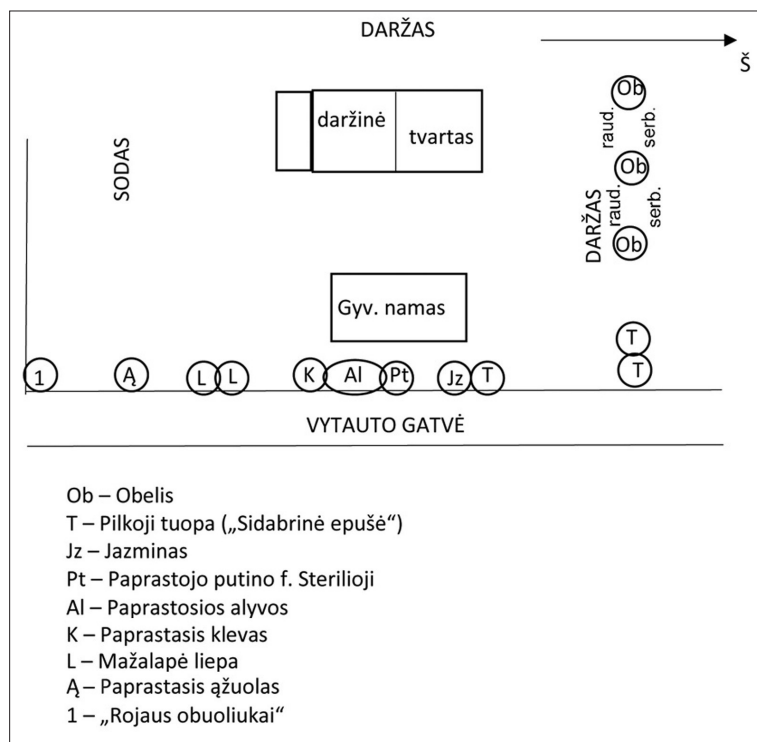 DARŽAS
Š
Ob
daržinė
tvartas
raud.
serb.
SODAS
Ob
raud.
serb.
DARŽAS
Ob
Gyv. namas
T
T
1
Ą
L
L
K
Al
Pt
Jz
T
VYTAUTO GATVĖ
Ob – Obelis
T – Pilkoji tuopa („Sidabrinė epušė“)
Jz – Jazminas
Pt – Paprastojo putino f. Sterilioji
Al – Paprastosios alyvos
K – Paprastasis klevas
L – Mažalapė liepa
Ą – Paprastasis ąžuolas
1 – „Rojaus obuoliukai“